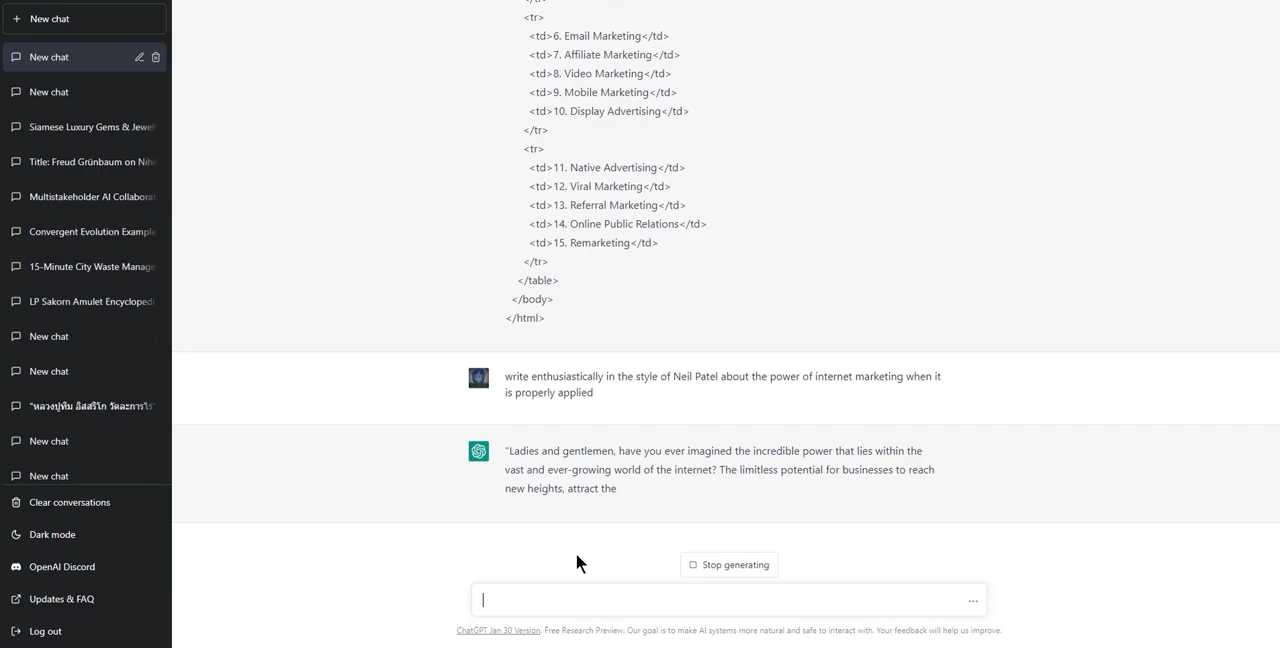 New chat
New chat
New chat
Siamese Luxury Gems & Jewel
Title: Freud Grünbaum on Nihi
Multistakeholder AI Collaborat
Convergent Evolution Example
15-Minute City Waste Manage
LP Sakorn Amulet Encyclopedi
New chat
New chat
"หลวงปู่ทิม อิสสริโก วัดละการไร่"
New chat
New chat
Clear conversations
Dark mode
OpenAI Discord
Updates & FAQ
Log out
</tr>
<tr>
<td>6. Email Marketing</td>
<td>7. Affiliate Marketing</td>
<td>8. Video Marketing</td>
<td>9. Mobile Marketing</td>
<td>10. Display Advertising</td>
</tr>
<tr>
<td>11. Native Advertising</td>
<td>12. Viral Marketing</td>
<td>13. Referral Marketing</td>
<td>14. Online Public Relations</td>
<td>15. Remarketing</td>
</tr>
</table>
</body>
</html>
write enthusiastically in the style of Neil Patel about the power of internet marketing when it
is properly applied
"Ladies and gentlemen, have you ever imagined the incredible power that lies within the
vast and ever-growing world of the internet? The limitless potential for businesses to reach
new heights, attract the
Stop generating
ChatGPT Jan 30 Version. Free Research Preview. Our goal is to make AI systems more natural and safe to interact with. Your feedback will help us improve.